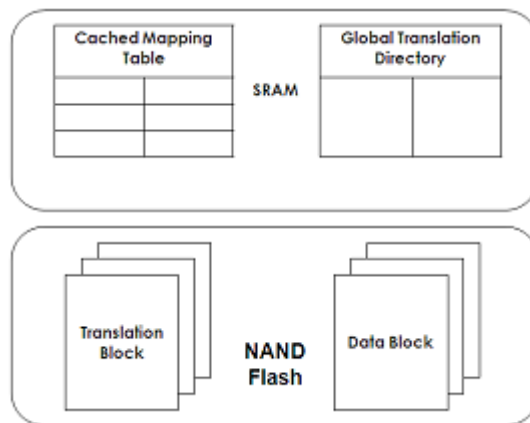 Cached Mapping
Table
Global Translation
Directory
SRAM
Translation
Block
NAND
Flash
Data Block